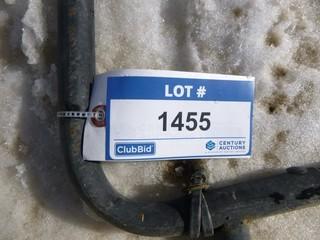 LOT #
1455
ClubBid
CENTURY
AUCTIONS